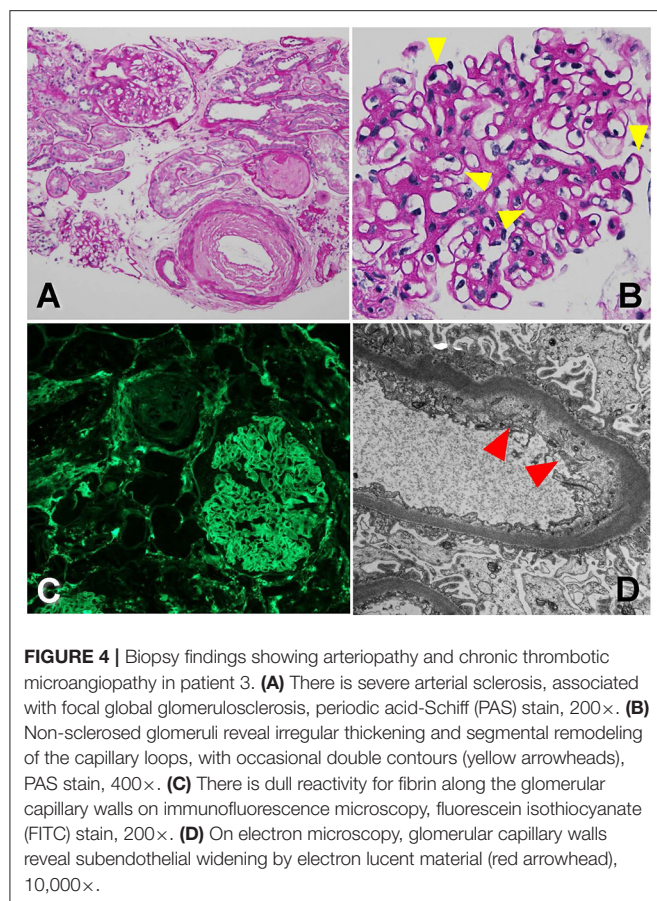 A
B
C
D
FIGURE 4 | Biopsy findings showing arteriopathy and chronic thrombotic
microangiopathy in patient 3. (A) There is severe arterial sclerosis, associated
with focal global glomerulosclerosis, periodic acid-Schiff (PAS) stain, 200×. (B)
Non-sclerosed glomeruli reveal irregular thickening and segmental remodeling
of the capillary loops, with occasional double contours (yellow arrowheads),
PAS stain, 400×. (C) There is dull reactivity for fibrin along the glomerular
capillary walls on immunofluorescence microscopy, fluorescein isothiocyanate
(FITC) stain, 200×. (D) On electron microscopy, glomerular capillary walls
reveal subendothelial widening by electron lucent material (red arrowhead),
10,000×.